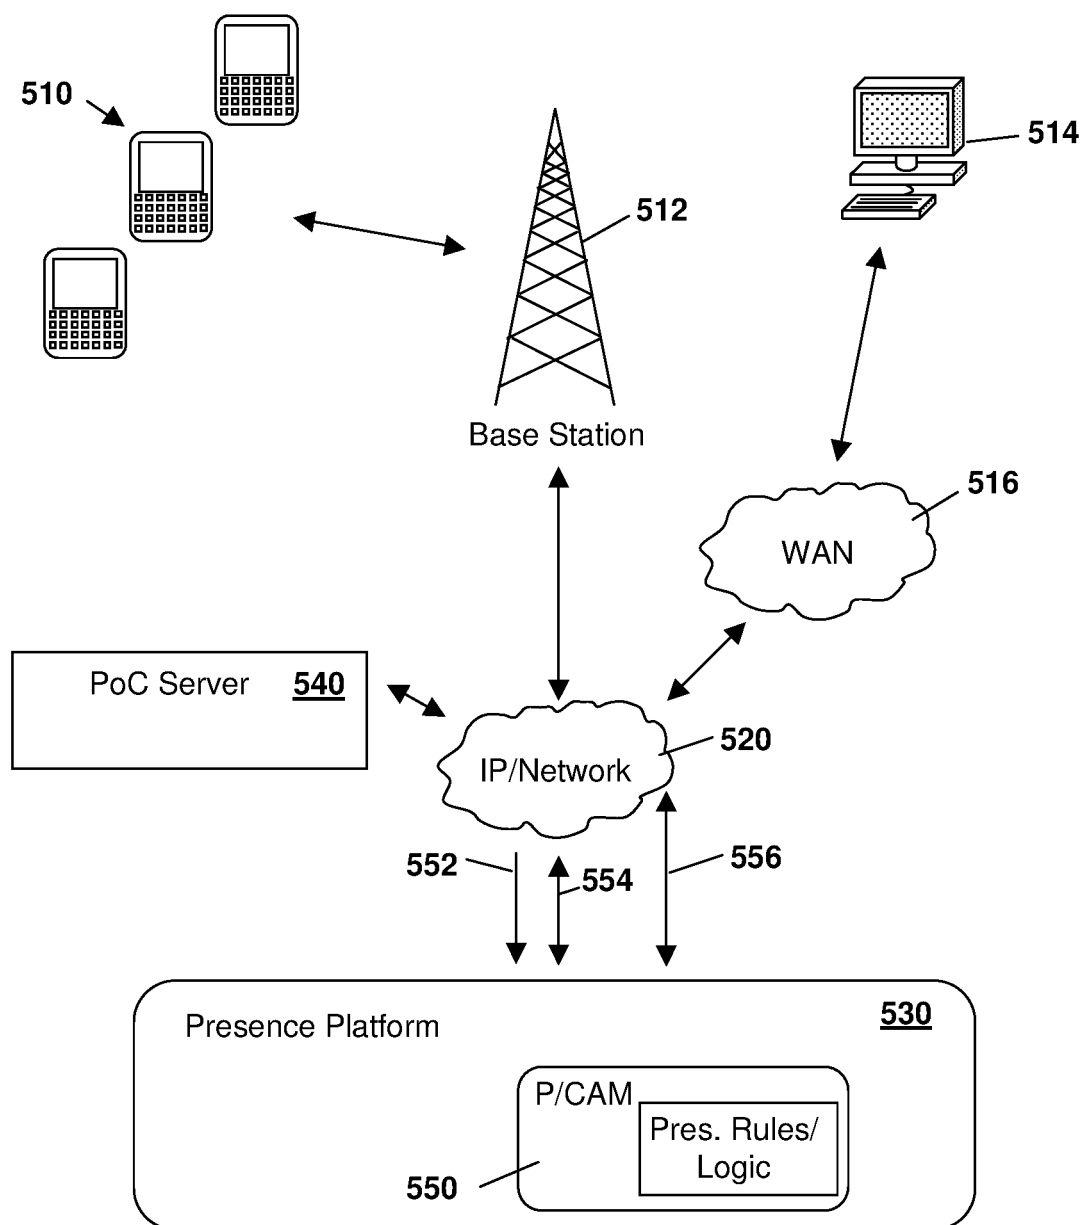 510
514
512
Base Station
516
WAN
PoC Server 540
520
IP/Network
552
554
556
Presence Platform
530
P/CAM
Pres. Rules/
Logic
550